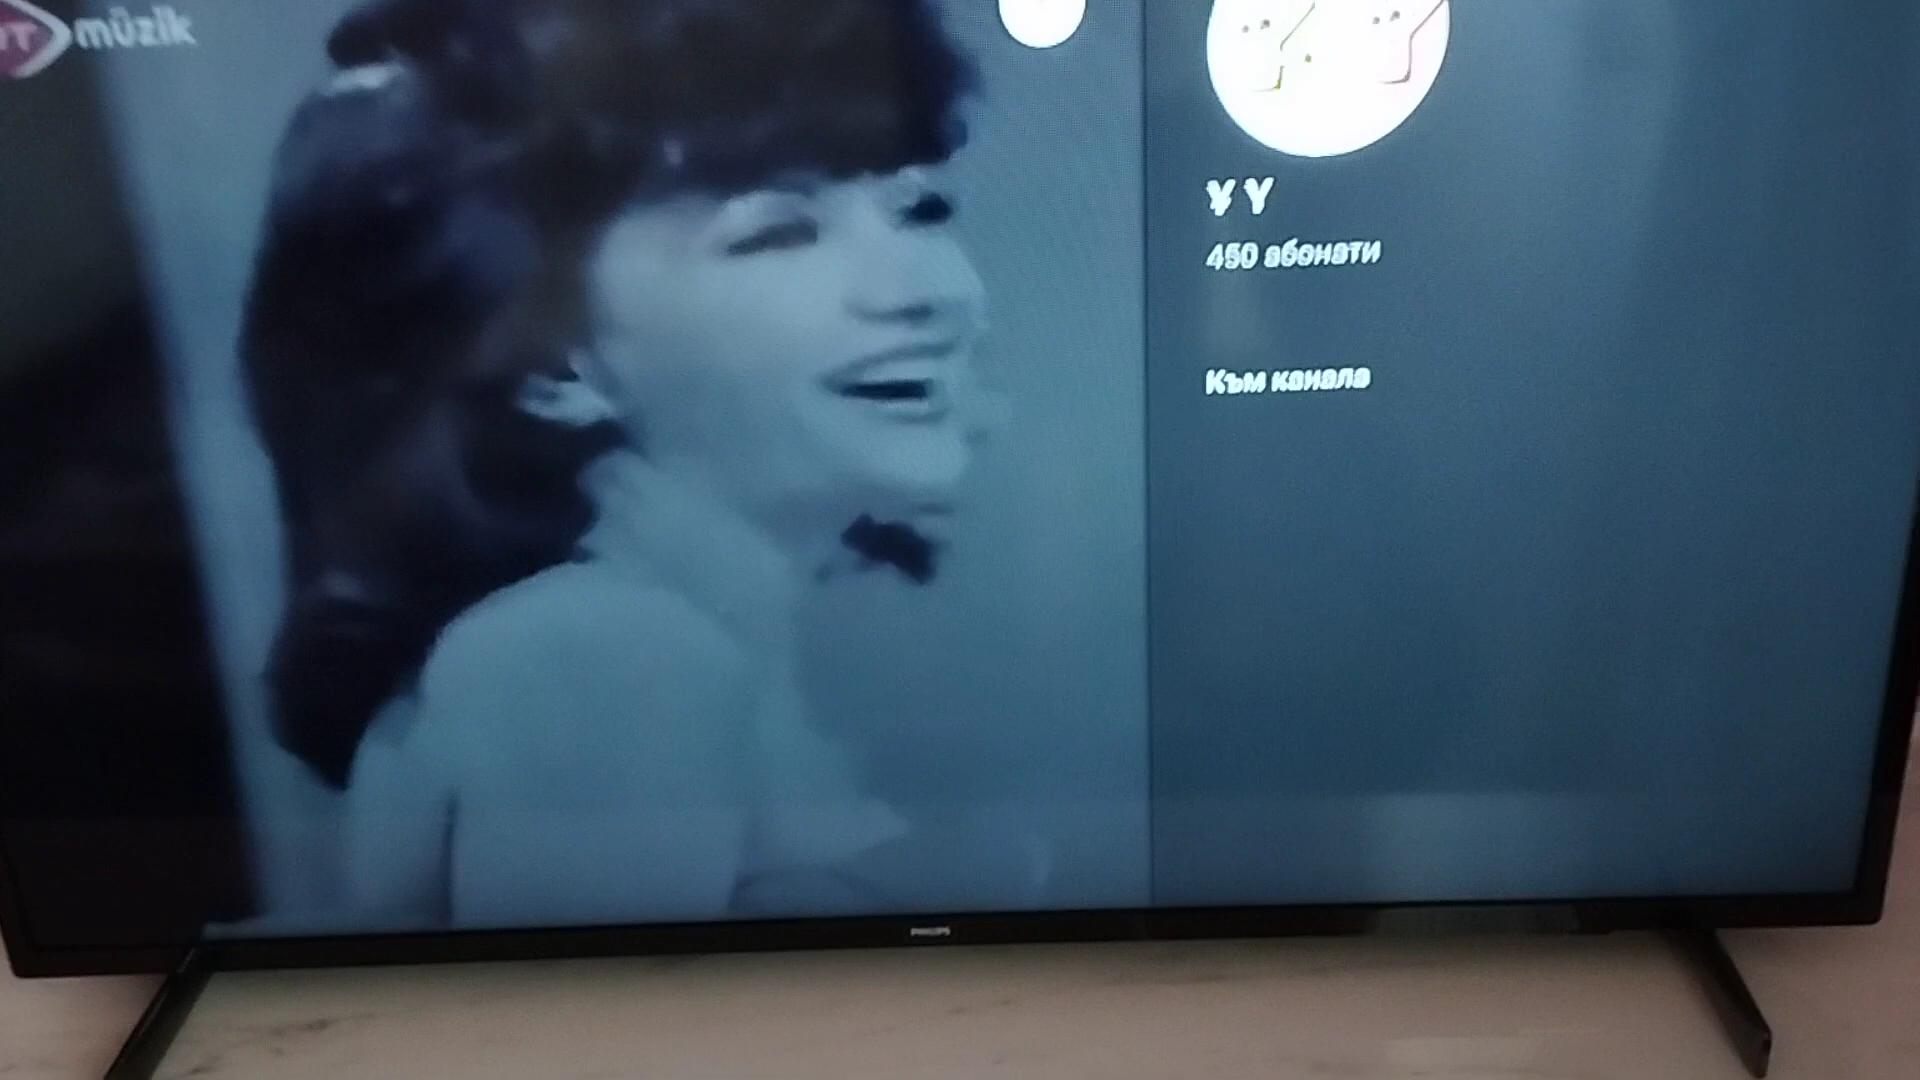 müzik
¥ Y
450 абонати
Към канала
PHILIPS